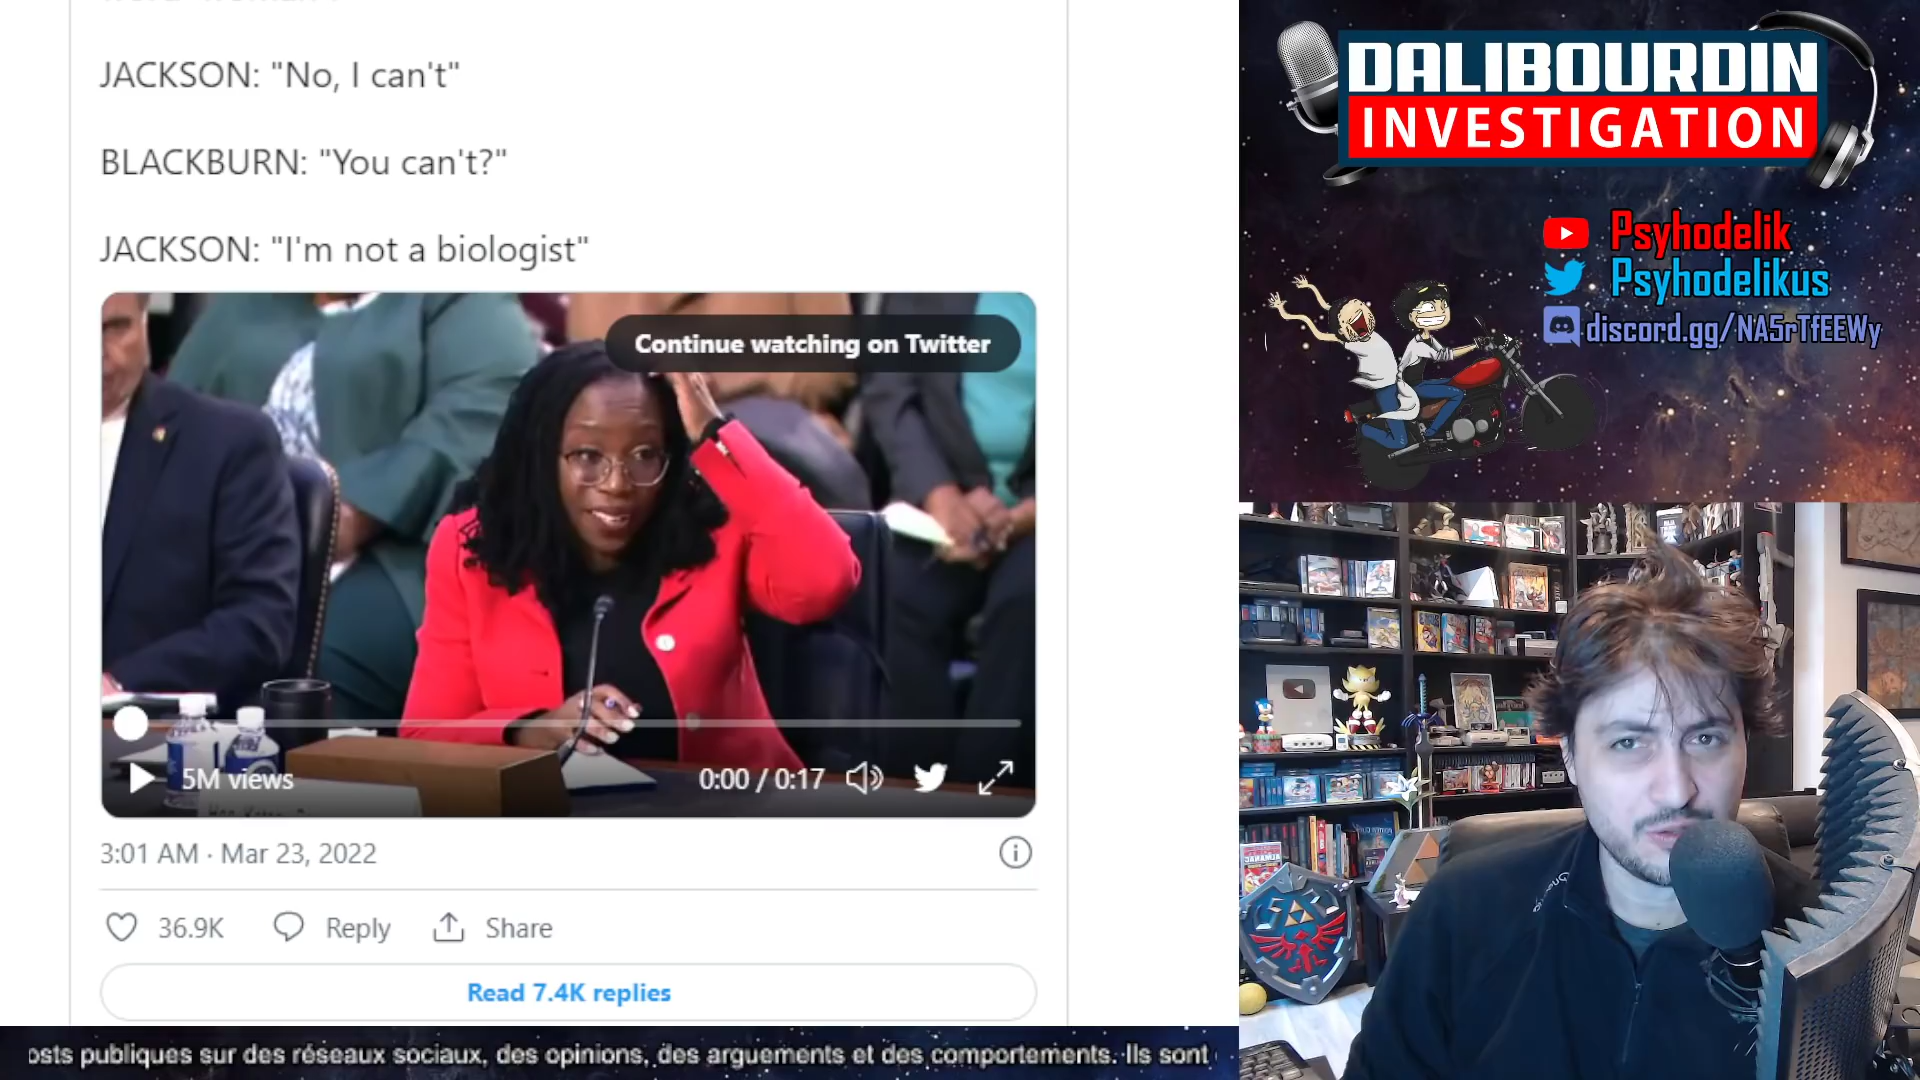 JACKSON: "No, I can't"
BLACKBURN: "You can't?"
JACKSON: "I'm not a biologist"
Continue watching on Twitter
5M views
0:00 / 0:17
3:01 AM · Mar 23, 2022
36.9K
Reply
Share
Read 7.4K replies
osts publiques sur des réseaux sociaux, des opinions, des arguements et des comportements. Ils sont
DALIBOURDIN
INVESTIGATION
Psyhodelik
Psyhodelikus
discord.gg/NA5rTfEEWy